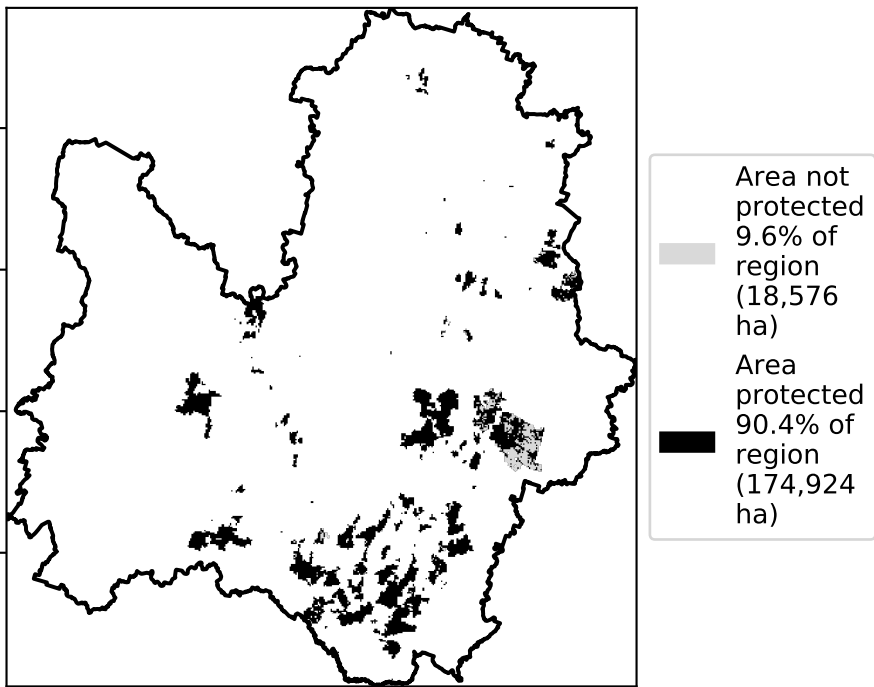 Area not
protected
9.6% of
region
(18,576
ha)
Area
protected
90.4% of
region
(174,924
ha)